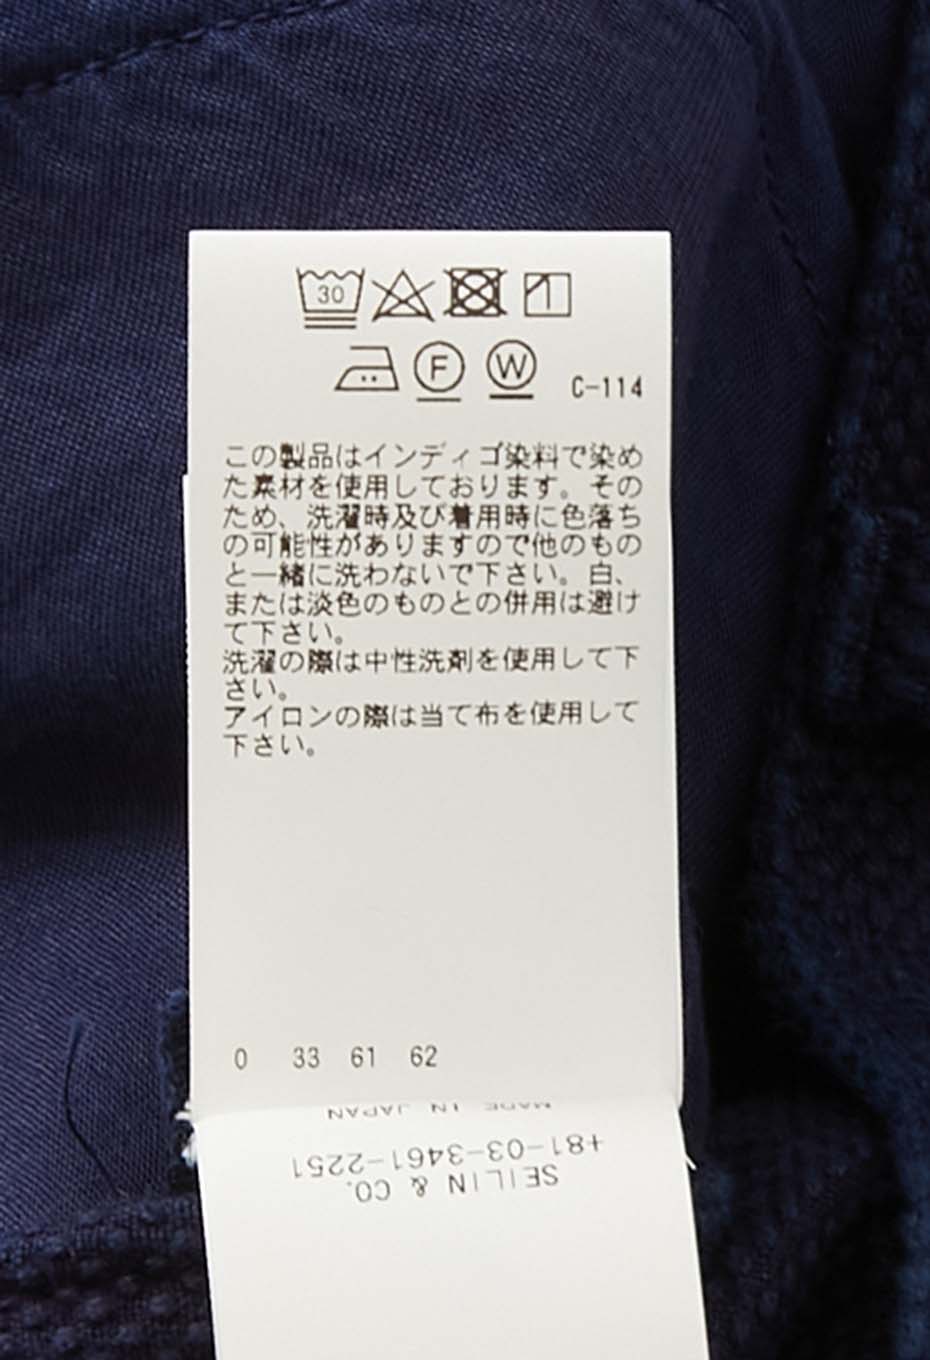 30
F W C-114
この製品はインディゴ染料で染め
た素材を使用しております。その
ため、洗濯時及び着用時に色落ち
の可能性がありますので他のもの
と一緒に洗わないで下さい。白、
または淡色のものとの併用は避け
て下さい。
洗濯の際は中性洗剤を使用して下
さい。
アイロンの際は当て布を使用して
下さい。
0 33 61 62
MADE IN JAPAN
+81-03-3461-2251
SEILIN & CO.